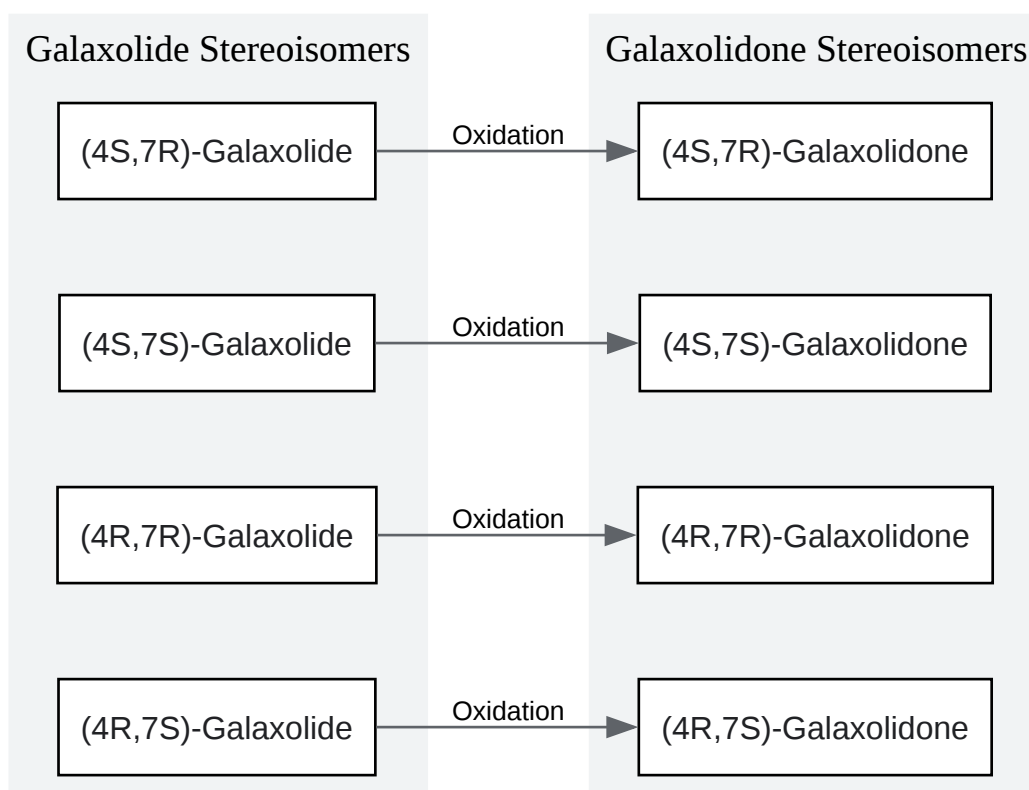 Galaxolide Stereoisomers
Galaxolidone Stereoisomers
(4S,7R)-Galaxolide
Oxidation
(4S,7R)-Galaxolidone
(4S,7S)-Galaxolide
Oxidation
(4S,7S)-Galaxolidone
(4R,7R)-Galaxolide
Oxidation
(4R,7R)-Galaxolidone
(4R,7S)-Galaxolide
Oxidation
(4R,7S)-Galaxolidone